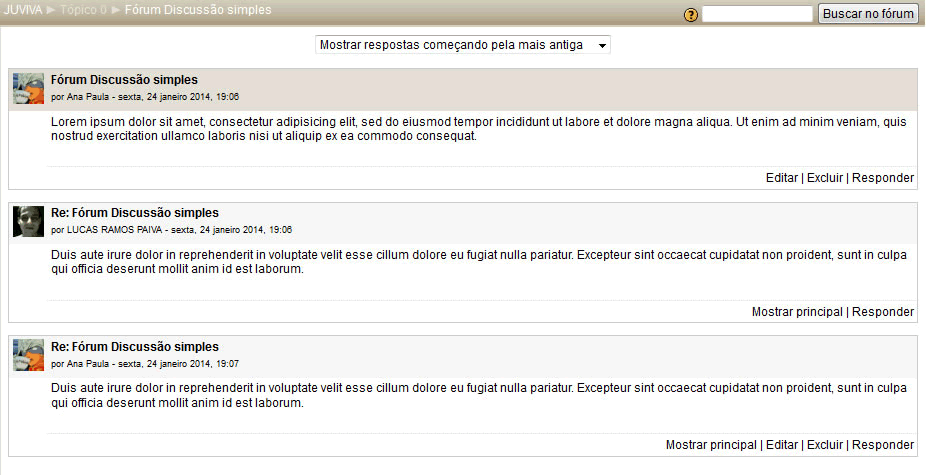 JUVIVA ► Tópico 0 ► Fórum Discussão simples
? Buscar no fórum
Mostrar respostas começando pela mais antiga
Fórum Discussão simples
por Ana Paula - sexta, 24 janeiro 2014, 19:06
Lorem ipsum dolor sit amet, consectetur adipisicing elit, sed do eiusmod tempor incididunt ut labore et dolore magna aliqua. Ut enim ad minim veniam, quis
nostrud exercitation ullamco laboris nisi ut aliquip ex ea commodo consequat.
Editar | Excluir | Responder
Re: Fórum Discussão simples
por LUCAS RAMOS PAIVA - sexta, 24 janeiro 2014, 19:06
Duis aute irure dolor in reprehenderit in voluptate velit esse cillum dolore eu fugiat nulla pariatur. Excepteur sint occaecat cupidatat non proident, sunt in culpa
qui officia deserunt mollit anim id est laborum.
Mostrar principal | Responder
Re: Fórum Discussão simples
por Ana Paula - sexta, 24 janeiro 2014, 19:07
Duis aute irure dolor in reprehenderit in voluptate velit esse cillum dolore eu fugiat nulla pariatur. Excepteur sint occaecat cupidatat non proident, sunt in culpa
qui officia deserunt mollit anim id est laborum.
Mostrar principal | Editar | Excluir | Responder